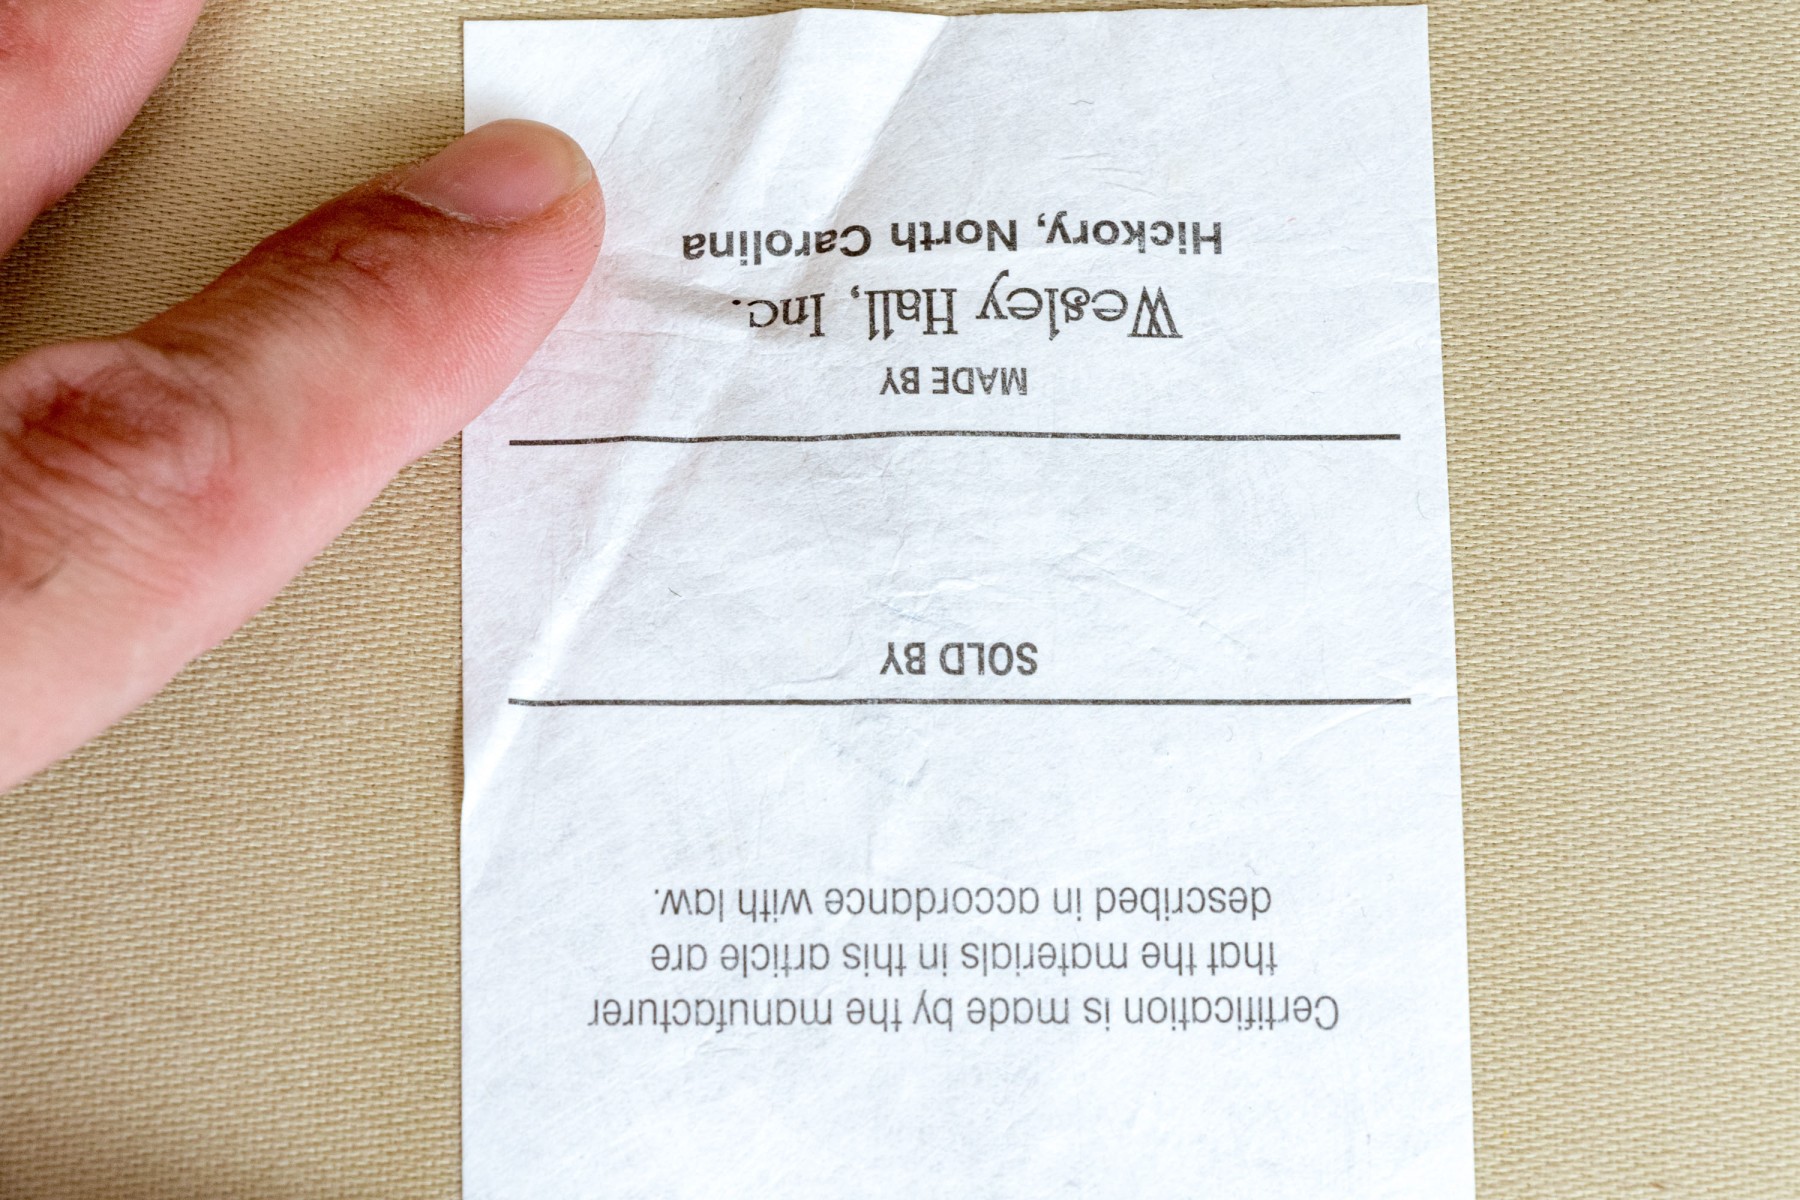 Certification is made by the manufacturer
that the materials in this article are
described in accordance with law.
SOLD BY
MADE BY
Wesley Hall, Inc.
Hickory, North Carolina